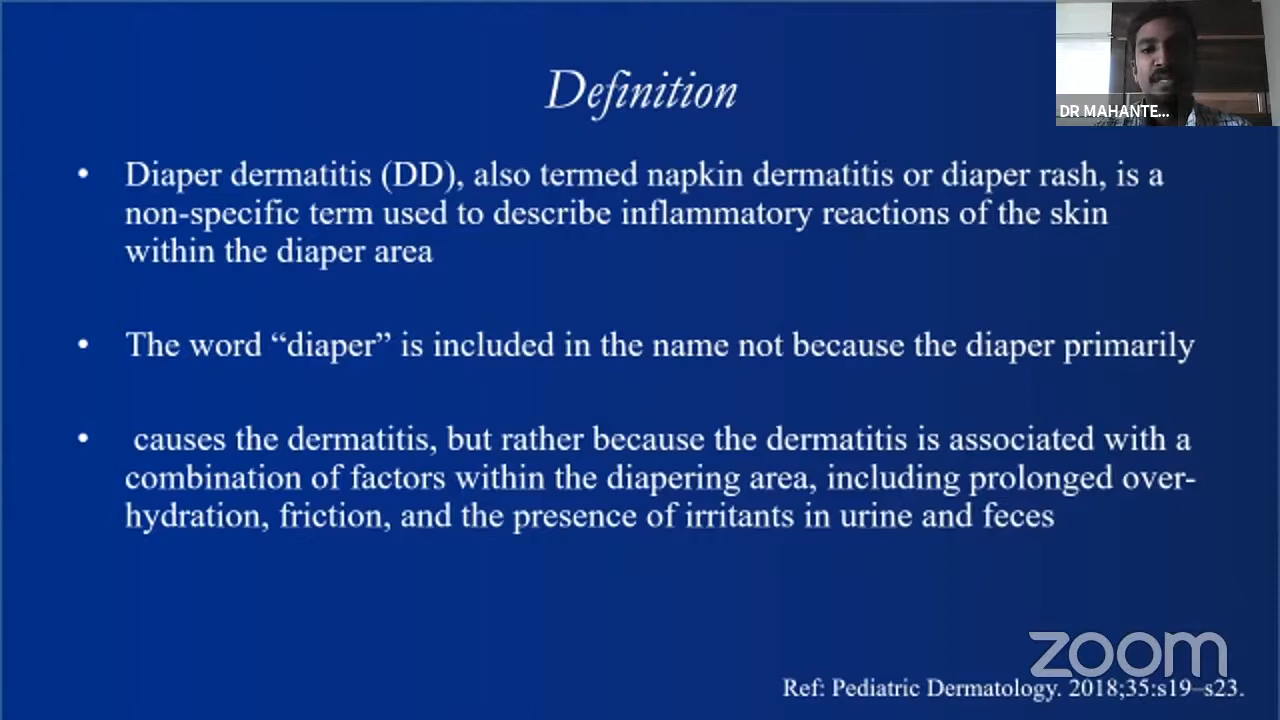 Definition
DR MAHANTE...
• Diaper dermatitis (DD), also termed napkin dermatitis or diaper rash, is a
non-specific term used to describe inflammatory reactions of the skin
within the diaper area
• The word “diaper” is included in the name not because the diaper primarily
• causes the dermatitis, but rather because the dermatitis is associated with a
combination of factors within the diapering area, including prolonged over-
hydration, friction, and the presence of irritants in urine and feces
zoom
Ref: Pediatric Dermatology. 2018;35:s19–s23.